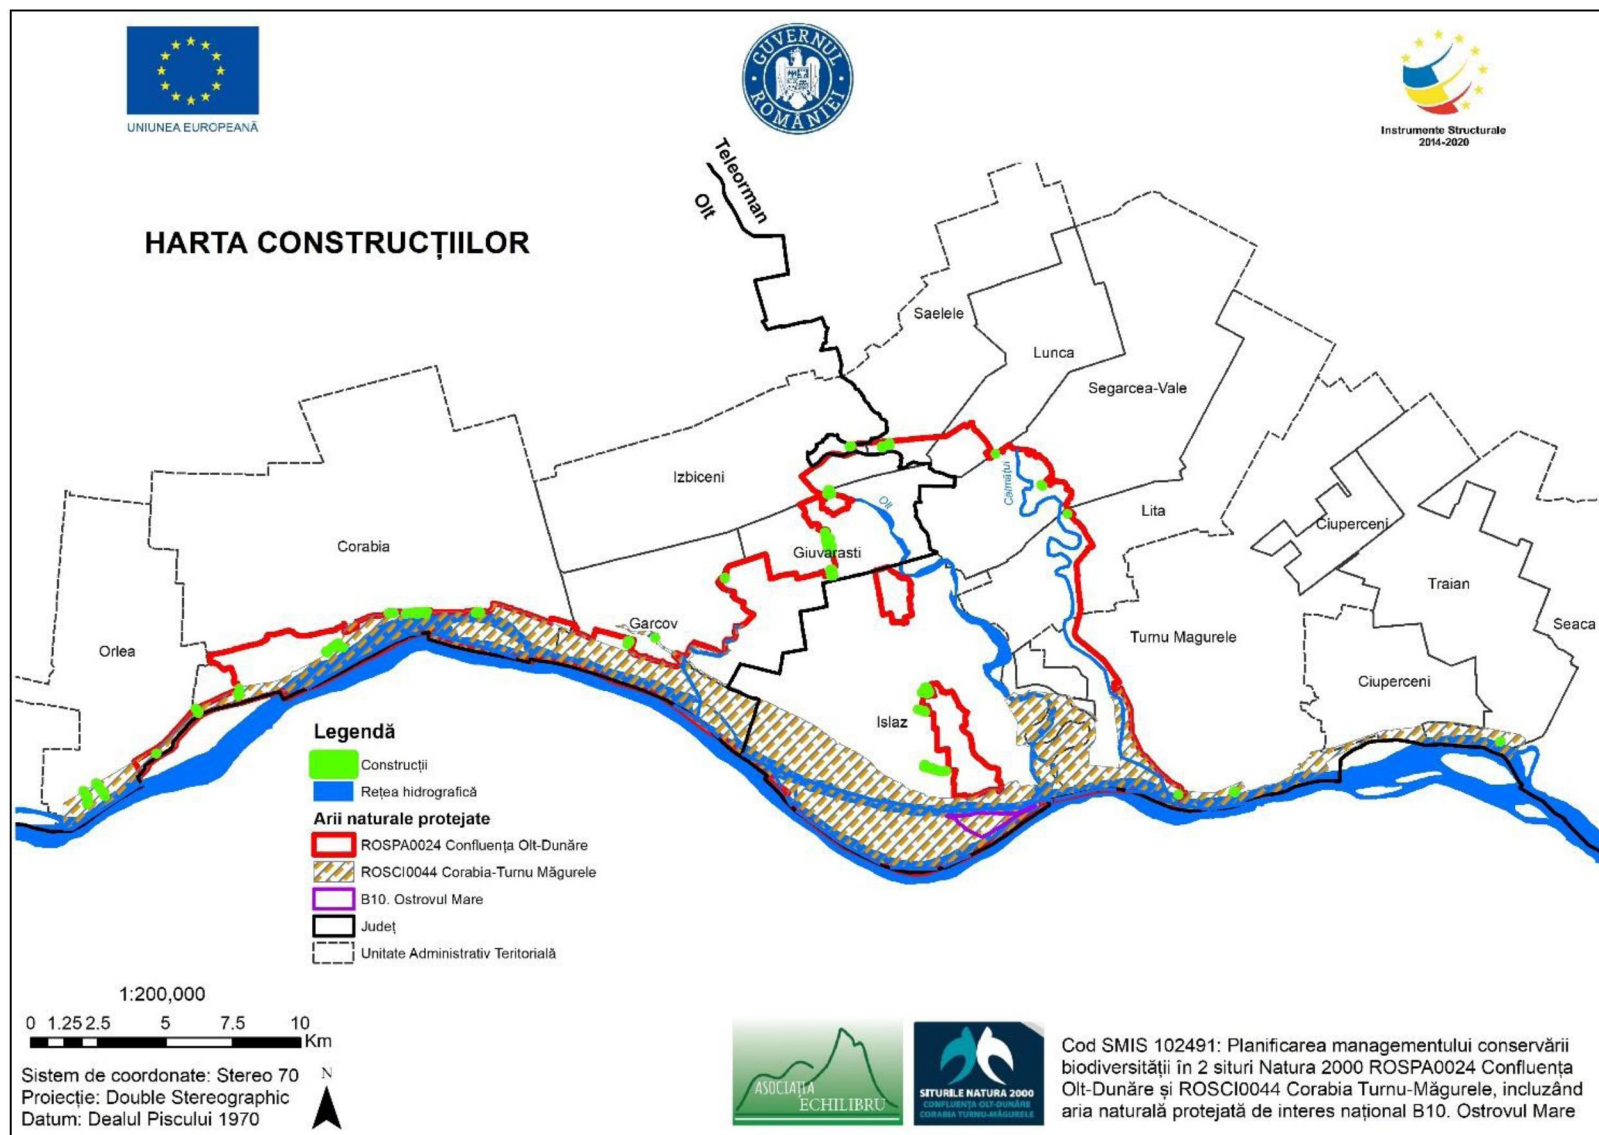 UNIUNEA EUROPEANĂ
GUVERNUL ROMÂNIEI
Instrumente Structurale
2014-2020
HARTA CONSTRUCȚIILOR
Teleorman
Olt
Saelele
Lunca
Segarcea-Vale
Izbiceni
Corabia
Olt
Calmățui
Lita
Ciuperceni
Giuvarasti
Traian
Garcov
Orlea
Turnu Magurele
Seaca
Ciuperceni
Islaz
Legendă
Construcții
Rețea hidrografică
Arii naturale protejate
ROSPA0024 Confluența Olt-Dunăre
ROSCI0044 Corabia-Turnu Măgurele
B10. Ostrovul Mare
Județ
Unitate Administrativ Teritorială
1:200,000
0 1.25 2.5 5 7.5 10
Km
Sistem de coordonate: Stereo 70
Proiecție: Double Stereographic
Datum: Dealul Piscului 1970
N
ASOCIAȚIA
ECHILIBRU
SITURILE NATURA 2000
CONFLUENȚA OLT-DUNĂRE
CORABIA TURNU-MĂGURELE
Cod SMIS 102491: Planificarea managementului conservării
biodiversității în 2 situri Natura 2000 ROSPA0024 Confluența
Olt-Dunăre și ROSCI0044 Corabia Turnu-Măgurele, incluzând
aria naturală protejată de interes național B10. Ostrovul Mare